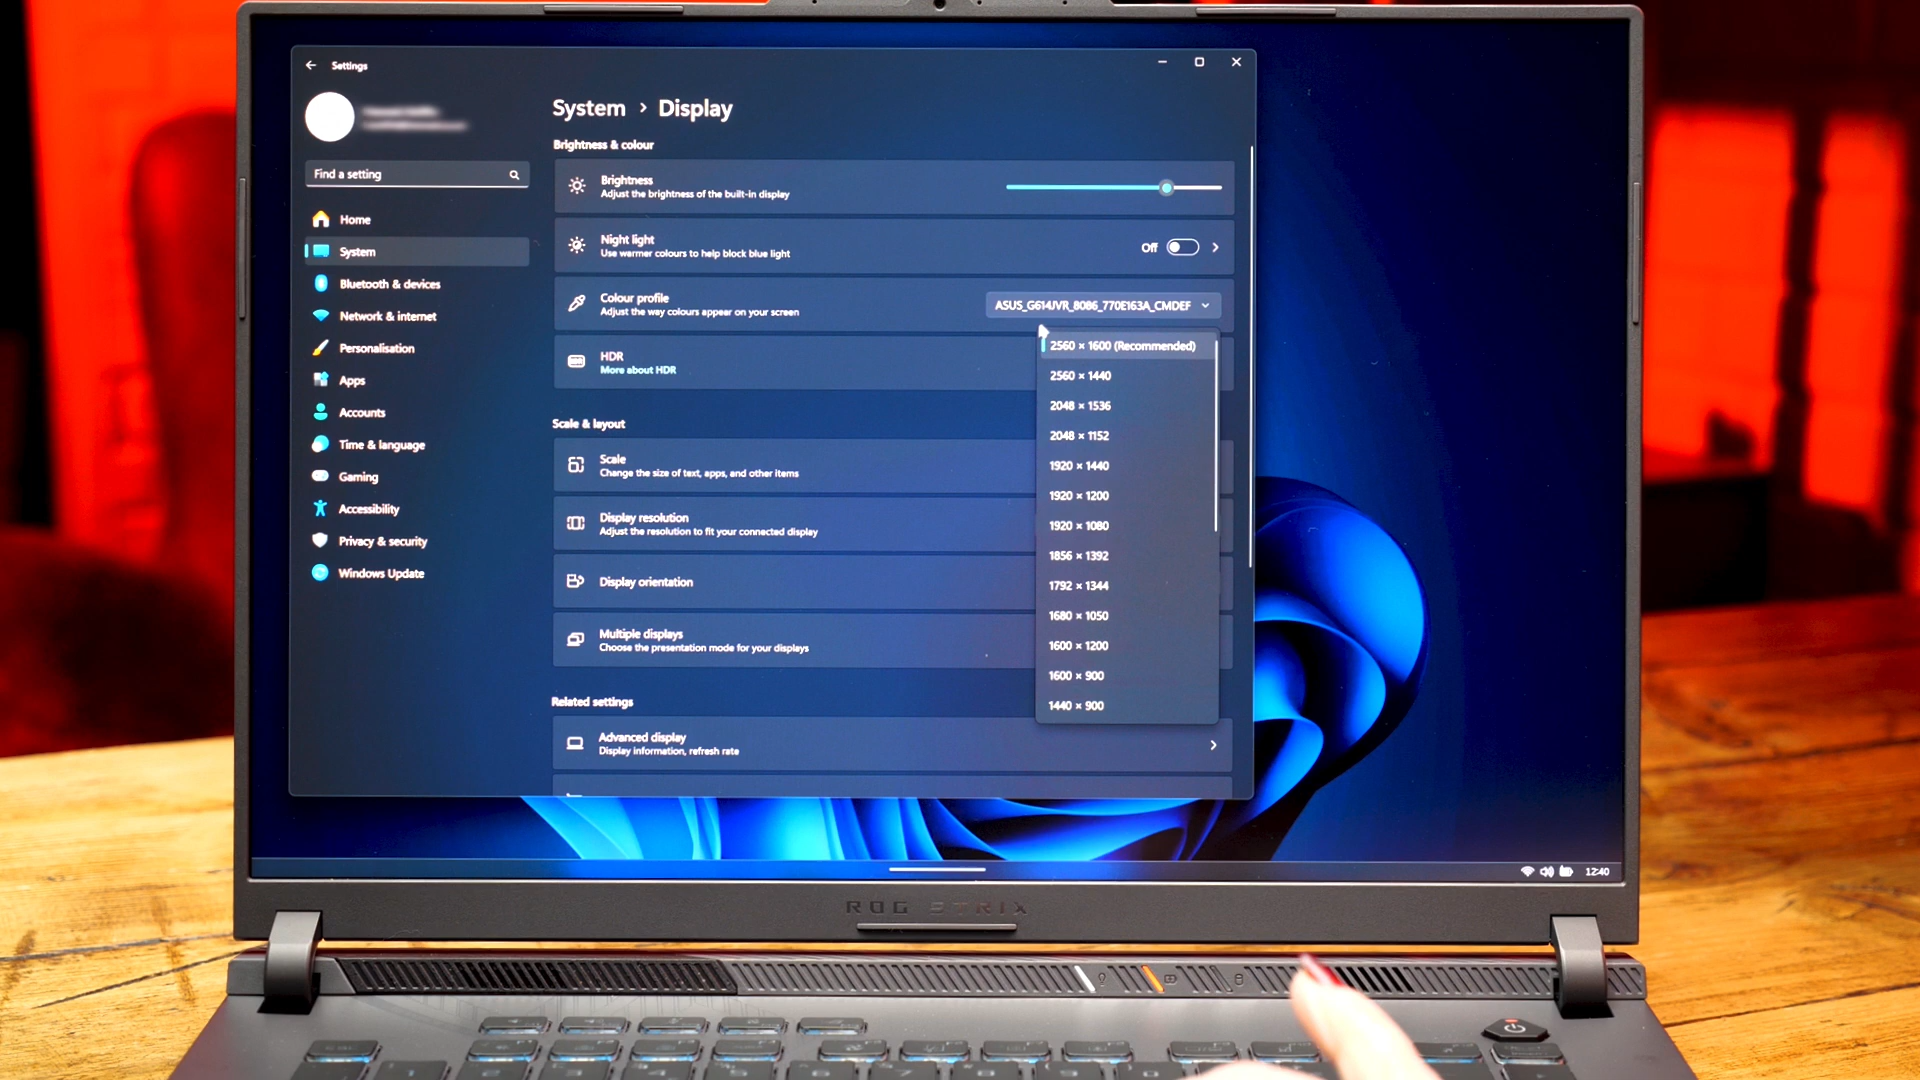 Settings
Find a setting
Home
System
Bluetooth & devices
Network & internet
Personalisation
Apps
Accounts
Time & language
Gaming
Accessibility
Privacy & security
Windows Update
System › Display
Brightness & colour
Brightness
Adjust the brightness of the built-in display
Night light
Use warmer colours to help block blue light
Off
Colour profile
Adjust the way colours appear on your screen
ASUS_G614JVR_8086_770E163A_CMDEF
HDR
More about HDR
Scale & layout
Scale
Change the size of text, apps, and other items
Display resolution
Adjust the resolution to fit your connected display
Display orientation
Multiple displays
Choose the presentation mode for your displays
Related settings
Advanced display
Display information, refresh rate
2560 × 1600 (Recommended)
2560 × 1440
2048 × 1536
2048 × 1152
1920 × 1440
1920 × 1200
1920 × 1080
1856 × 1392
1792 × 1344
1680 × 1050
1600 × 1200
1600 × 900
1440 × 900
12:40
ROG STRIX